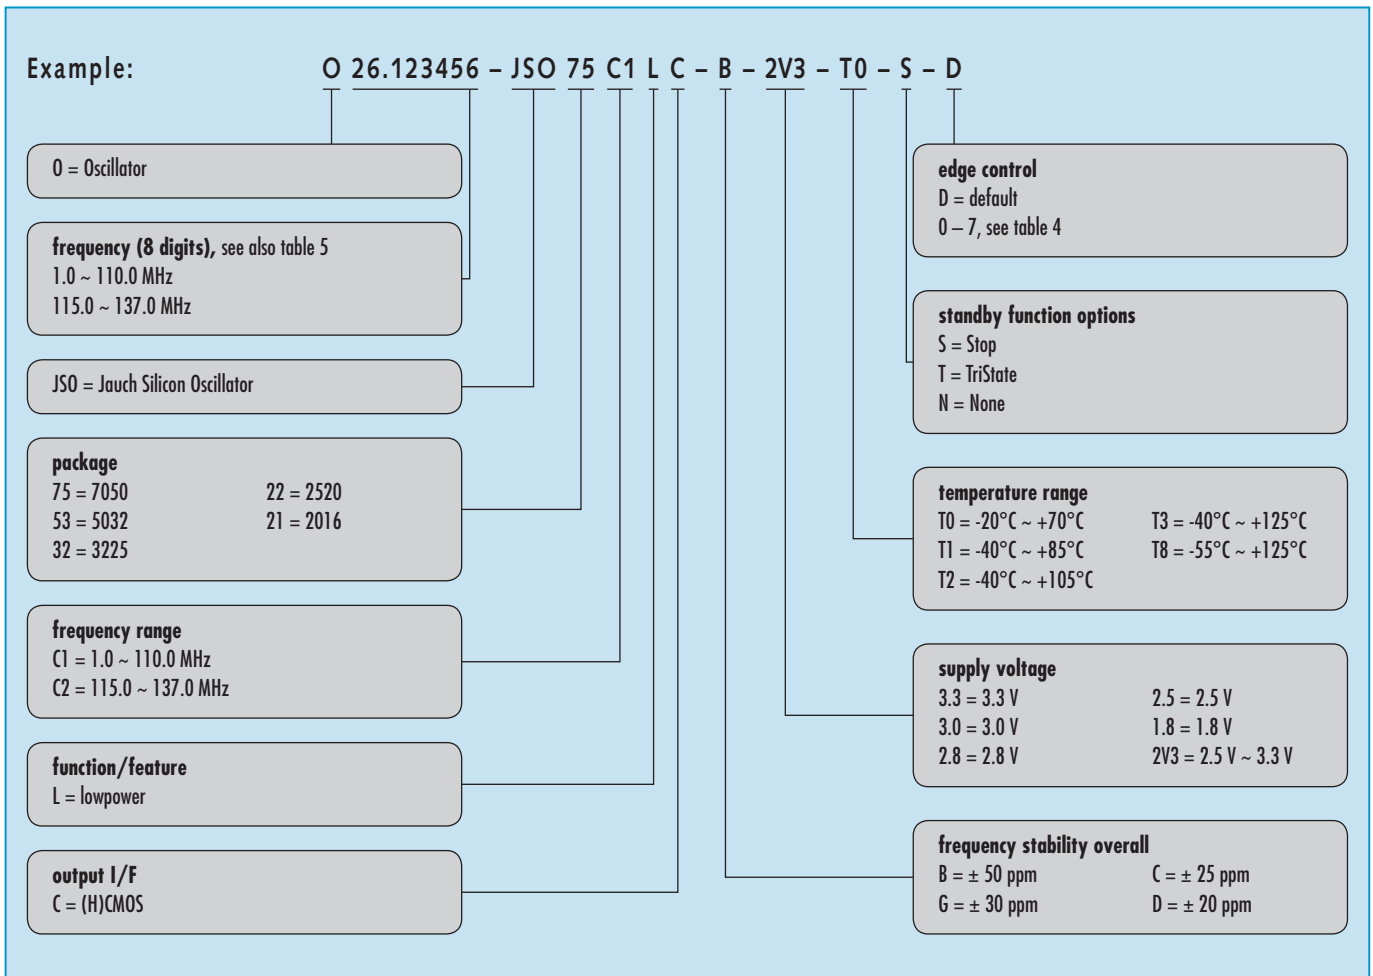 Example: O 26.123456 – JSO 75 C1 L C – B – 2V3 – T0 – S – D
O = Oscillator
frequency (8 digits), see also table 5
1.0 ~ 110.0 MHz
115.0 ~ 137.0 MHz
JSO = Jauch Silicon Oscillator
package
75 = 7050 22 = 2520
53 = 5032 21 = 2016
32 = 3225
frequency range
C1 = 1.0 ~ 110.0 MHz
C2 = 115.0 ~ 137.0 MHz
function/feature
L = lowpower
output I/F
C = (H)CMOS
edge control
D = default
0 – 7, see table 4
standby function options
S = Stop
T = TriState
N = None
temperature range
T0 = -20°C ~ +70°C T3 = -40°C ~ +125°C
T1 = -40°C ~ +85°C T8 = -55°C ~ +125°C
T2 = -40°C ~ +105°C
supply voltage
3.3 = 3.3 V 2.5 = 2.5 V
3.0 = 3.0 V 1.8 = 1.8 V
2.8 = 2.8 V 2V3 = 2.5 V ~ 3.3 V
frequency stability overall
B = ± 50 ppm C = ± 25 ppm
G = ± 30 ppm D = ± 20 ppm